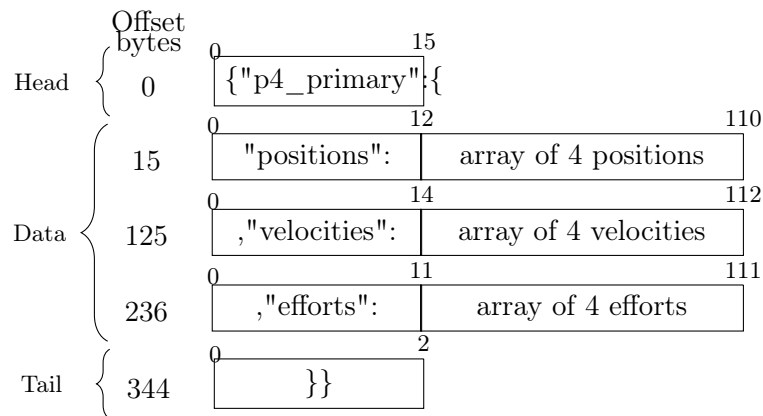 Offset
bytes
0 15
Head 0 {"p4_primary":{
0 12 110
15 "positions": array of 4 positions
0 14 112
Data 125 ,"velocities": array of 4 velocities
0 11 111
236 ,"efforts": array of 4 efforts
0 2
Tail 344 }}